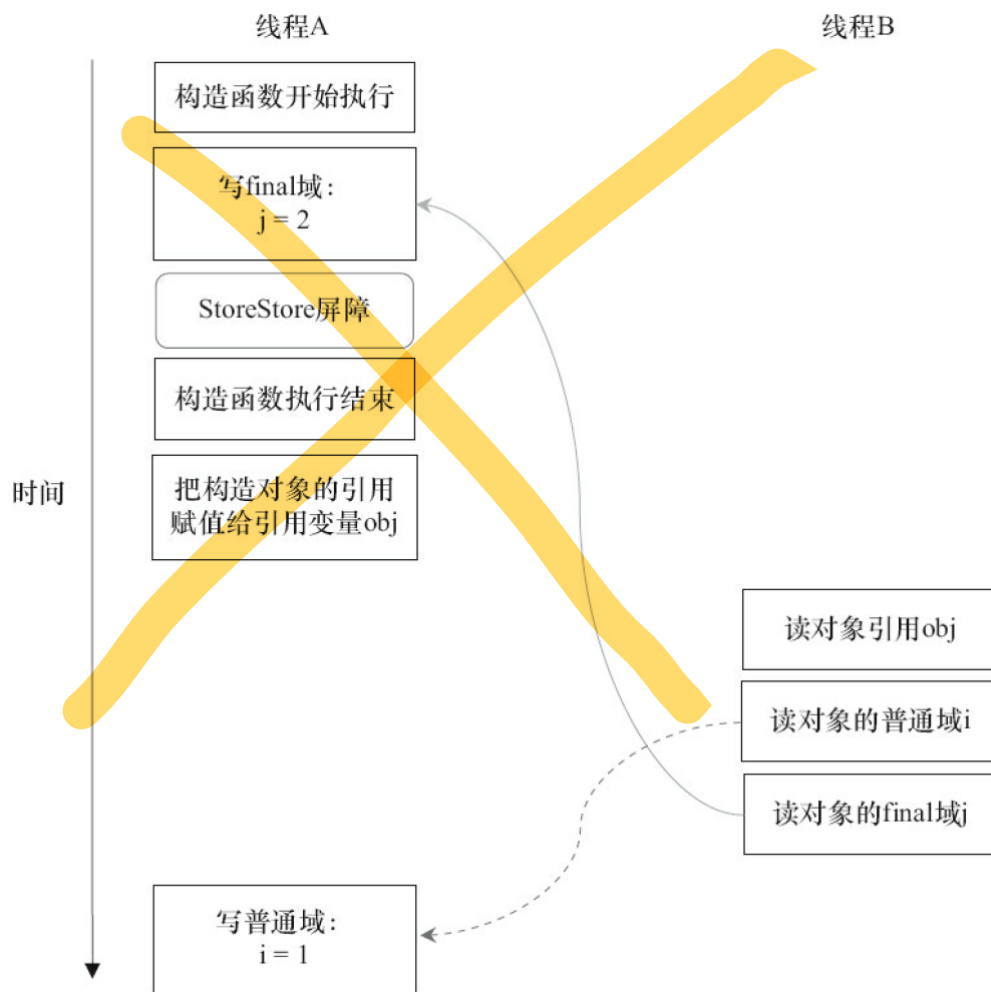 线程A
线程B
构造函数开始执行
写final域：
j = 2
StoreStore屏障
构造函数执行结束
把构造对象的引用
赋值给引用变量obj
时间
读对象引用obj
读对象的普通域i
读对象的final域j
写普通域：
i = 1